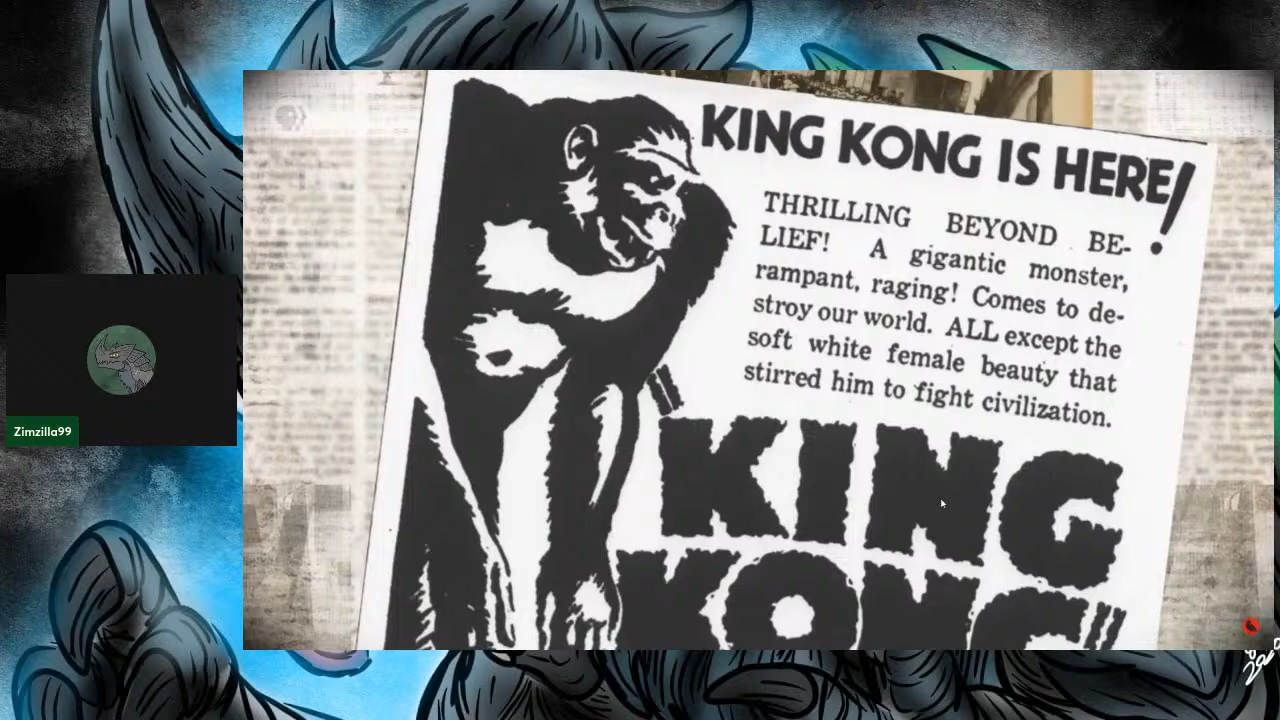 KING KONG IS HERE!
THRILLING BEYOND BE-
LIEF! A gigantic monster,
rampant, raging! Comes to de-
stroy our world. ALL except the
soft white female beauty that
stirred him to fight civilization.
KING
KONG"
Zimzilla99